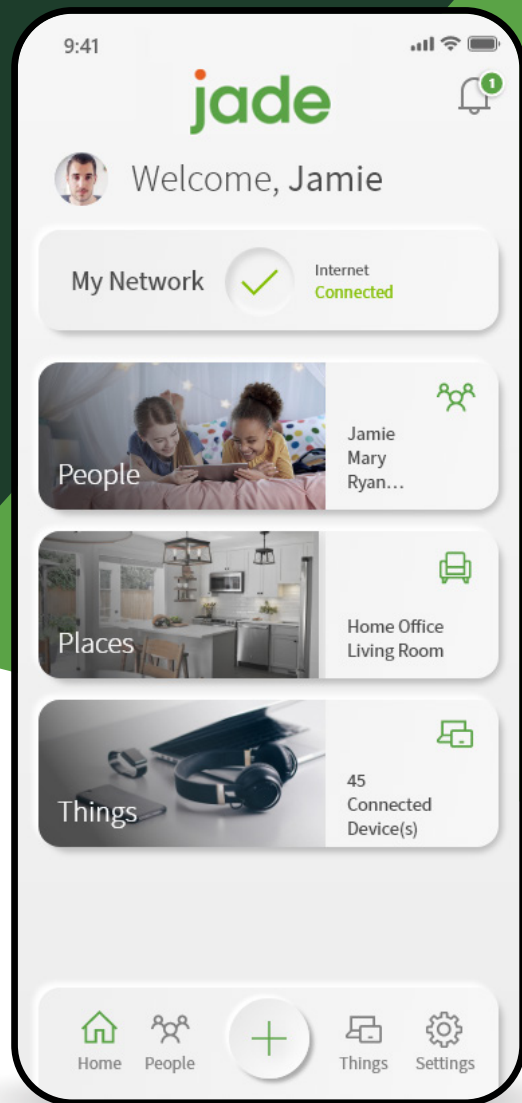 9:41
jade
1
Welcome, Jamie
My Network
Internet
Connected
People
Jamie
Mary
Ryan...
Places
Home Office
Living Room
Things
45
Connected
Device(s)
Home
People
Things
Settings